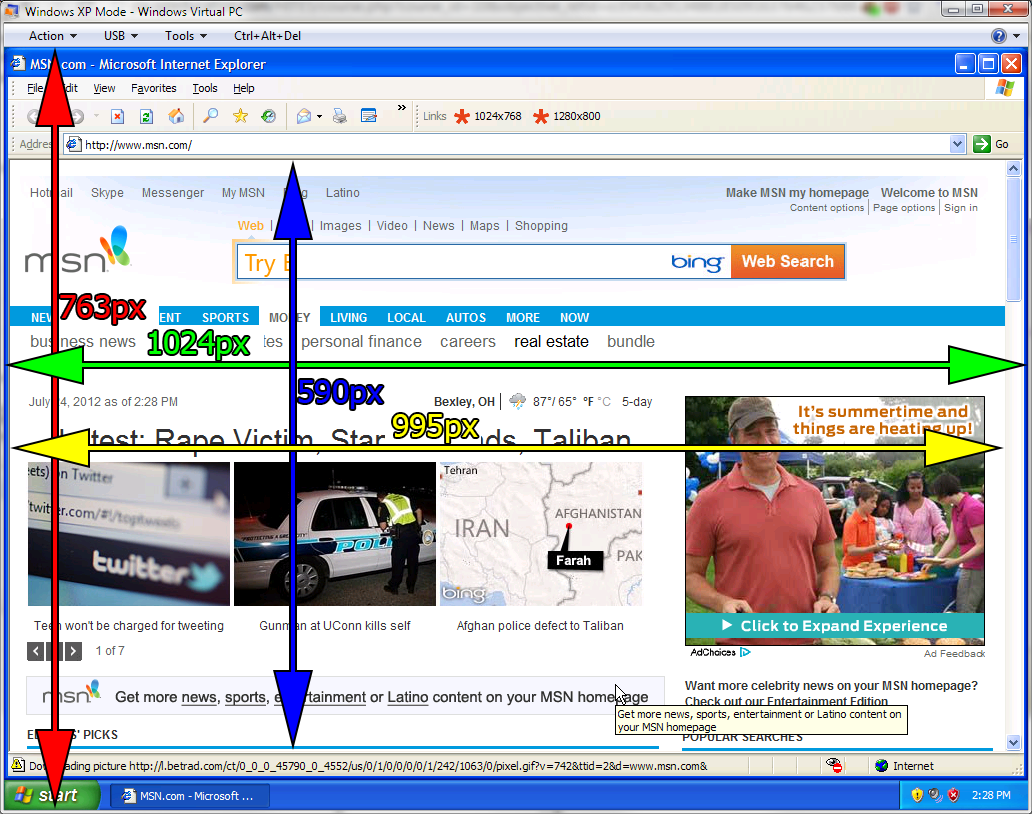 Windows XP Mode - Windows Virtual PC
Action USB Tools Ctrl+Alt+Del
MSN.com - Microsoft Internet Explorer
File Edit View Favorites Tools Help
Links 1024x768 1280x800
Address http://www.msn.com/ Go
Hotmail Skype Messenger My MSN Latino
Make MSN my homepage Welcome to MSN
Content options Page options Sign in
Web Images Video News Maps Shopping
msn
Try bing Web Search
763px
SPORTS MONEY LIVING LOCAL AUTOS MORE NOW
1024px
business news personal finance careers real estate bundle
590px
July 24, 2012 as of 2:28 PM
Bexley, OH 87°/ 65° °F °C 5-day
995px
Rape Victim, Taliban
It's summertime and
things are heating up!
on Twitter
twitter.com/#!/toptweets
twitter
POLICE
Tehran
IRAN
AFGHANISTAN
PAK
Farah
bing
Teen won't be charged for tweeting
Gunman at UConn kills self
Afghan police defect to Taliban
Click to Expand Experience
AdChoices
Ad Feedback
1 of 7
msn Get more news, sports, entertainment or Latino content on your MSN homepage
Want more celebrity news on your MSN homepage?
Check out our Entertainment Edition
Get more news, sports, entertainment or Latino content on
your MSN homepage
EDITORS' PICKS
POPULAR SEARCHES
Downloading picture http://l.betrad.com/ct/0_0_0_45790_0_4552/us/0/1/0/0/0/0/1/242/1063/0/pixel.gif?v=742&ttid=2&d=www.msn.com&
Internet
start
MSN.com - Microsoft ...
2:28 PM